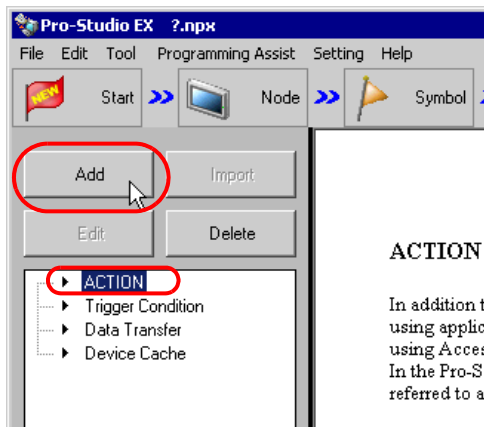 Pro-Studio EX ?.npx
File Edit Tool Programming Assist Setting Help
NEW Start Node Symbol
Add Import
Edit Delete
ACTION
Trigger Condition
Data Transfer
Device Cache
ACTION
In addition t
using applic
using Acces
In the Pro-S
referred to a